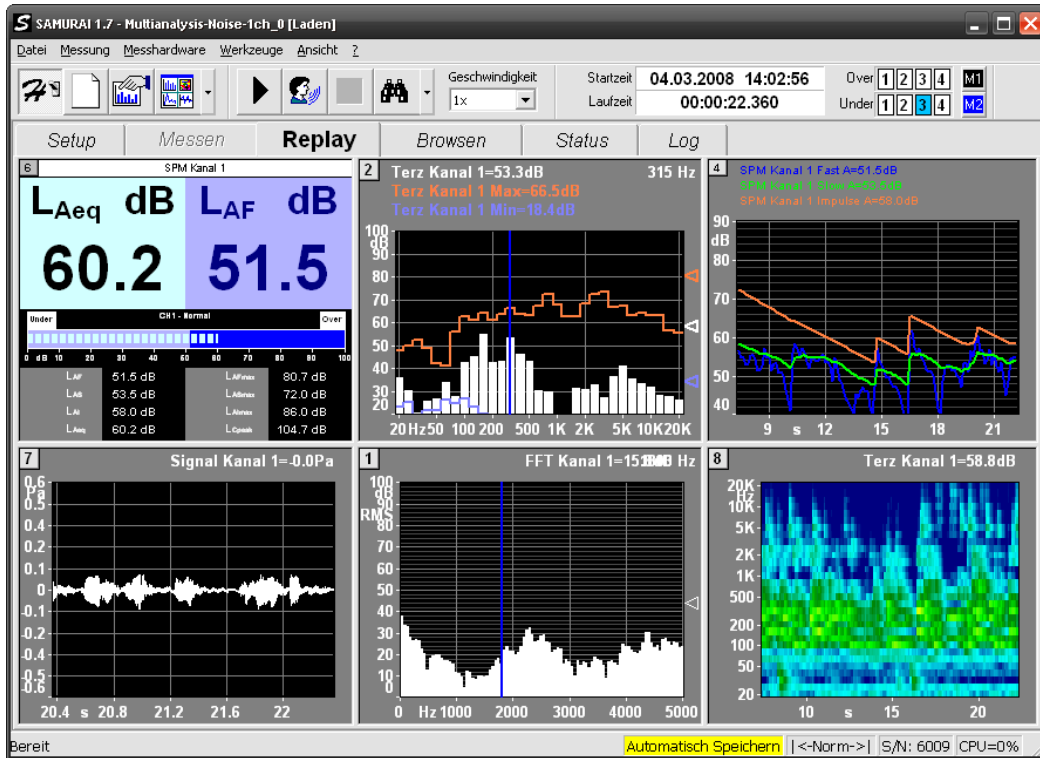 SAMURAI 1.7 - Multianalysis-Noise-1ch_0 [Laden]
Datei Messung Messhardware Werkzeuge Ansicht ?
Geschwindigkeit
1x
Startzeit 04.03.2008 14:02:56
Laufzeit 00:00:22.360
Over 1 2 3 4 M1
Under 1 2 3 4 M2
Setup Messen Replay Browsen Status Log
6 SPM Kanal 1
LAeq dB LAF dB
60.2 51.5
Under CH1 - Normal Over
0 dB 10 20 30 40 50 60 70 80 90 100
LAF 51.5 dB LAFmax 80.7 dB
LAS 53.5 dB LASmax 72.0 dB
LAI 58.0 dB LAImax 86.0 dB
LAeq 60.2 dB LCpeak 104.7 dB
2 Terz Kanal 1=53.3dB 315 Hz
Terz Kanal 1 Max=66.5dB
Terz Kanal 1 Min=18.4dB
100
dB
90
80
70
60
50
40
30
20
20 Hz 50 100 200 500 1K 2K 5K 10K 20K
4 SPM Kanal 1 Fast A=51.5dB
SPM Kanal 1 Slow A=53.5dB
SPM Kanal 1 Impulse A=58.0dB
90
dB
80
70
60
50
40
9 s 12 15 18 21
7 Signal Kanal 1=-0.0Pa
0.6
Pa
0.5
0.4
0.2
0.1
0
-0.1
-0.2
-0.4
-0.5
-0.6
20.4 s 20.8 21.2 21.6 22
1 FFT Kanal 1=15 Hz
100
dB
90
RMS
80
70
60
50
40
30
20
10
0
0 Hz 1000 2000 3000 4000 5000
8 Terz Kanal 1=58.8dB
20K
Hz
10K
5K
2K
1K
500
200
100
50
20
10 s 15 20
Bereit
Automatisch Speichern |<-Norm->| S/N: 6009 CPU=0%